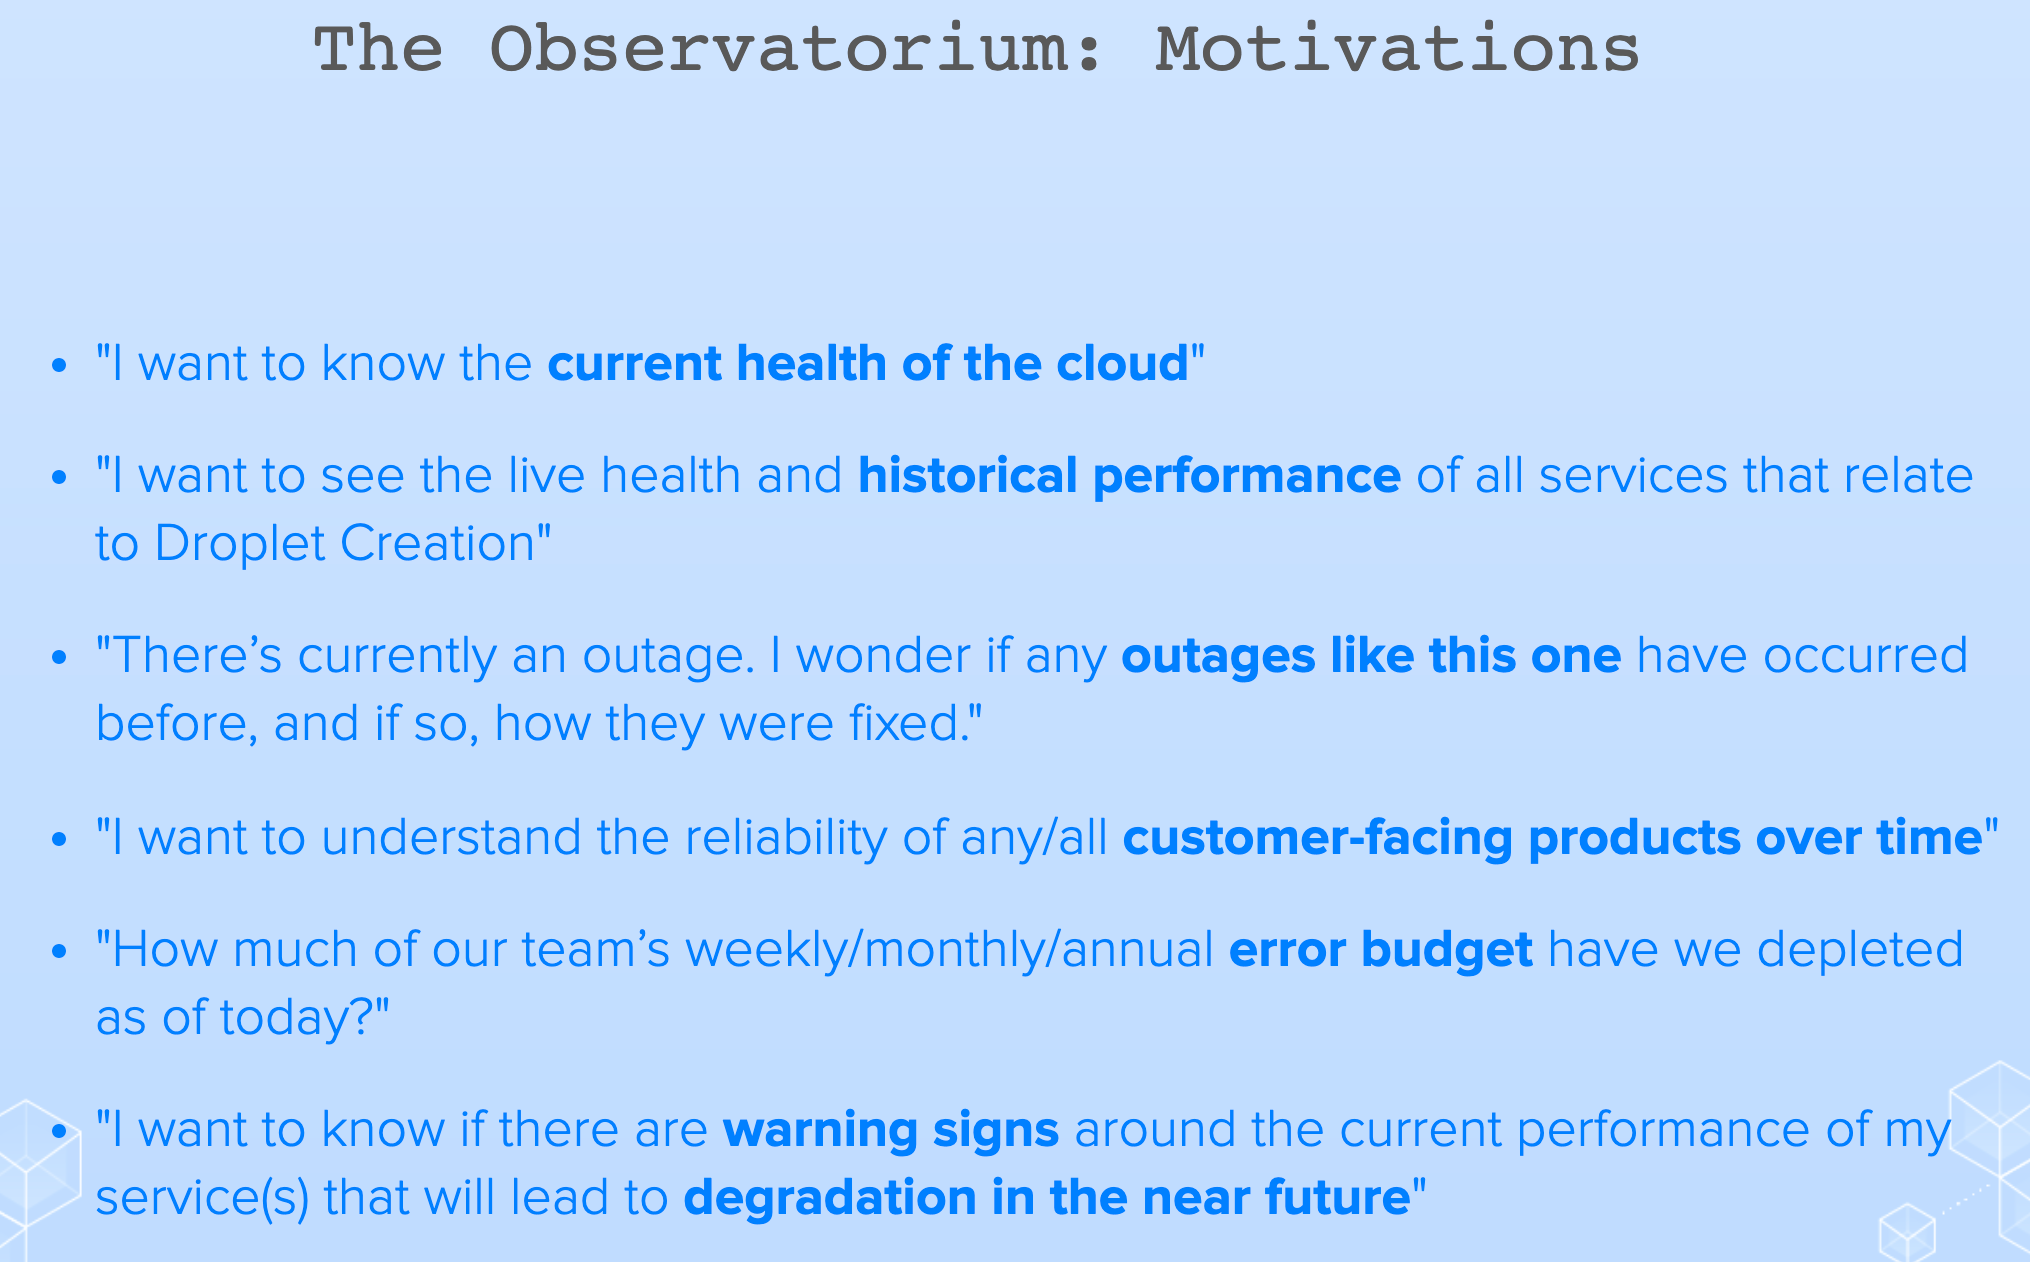 The Observatorium: Motivations
• "I want to know the current health of the cloud"
• "I want to see the live health and historical performance of all services that relate
to Droplet Creation"
• "There’s currently an outage. I wonder if any outages like this one have occurred
before, and if so, how they were fixed."
• "I want to understand the reliability of any/all customer-facing products over time"
• "How much of our team’s weekly/monthly/annual error budget have we depleted
as of today?"
• "I want to know if there are warning signs around the current performance of my
service(s) that will lead to degradation in the near future"